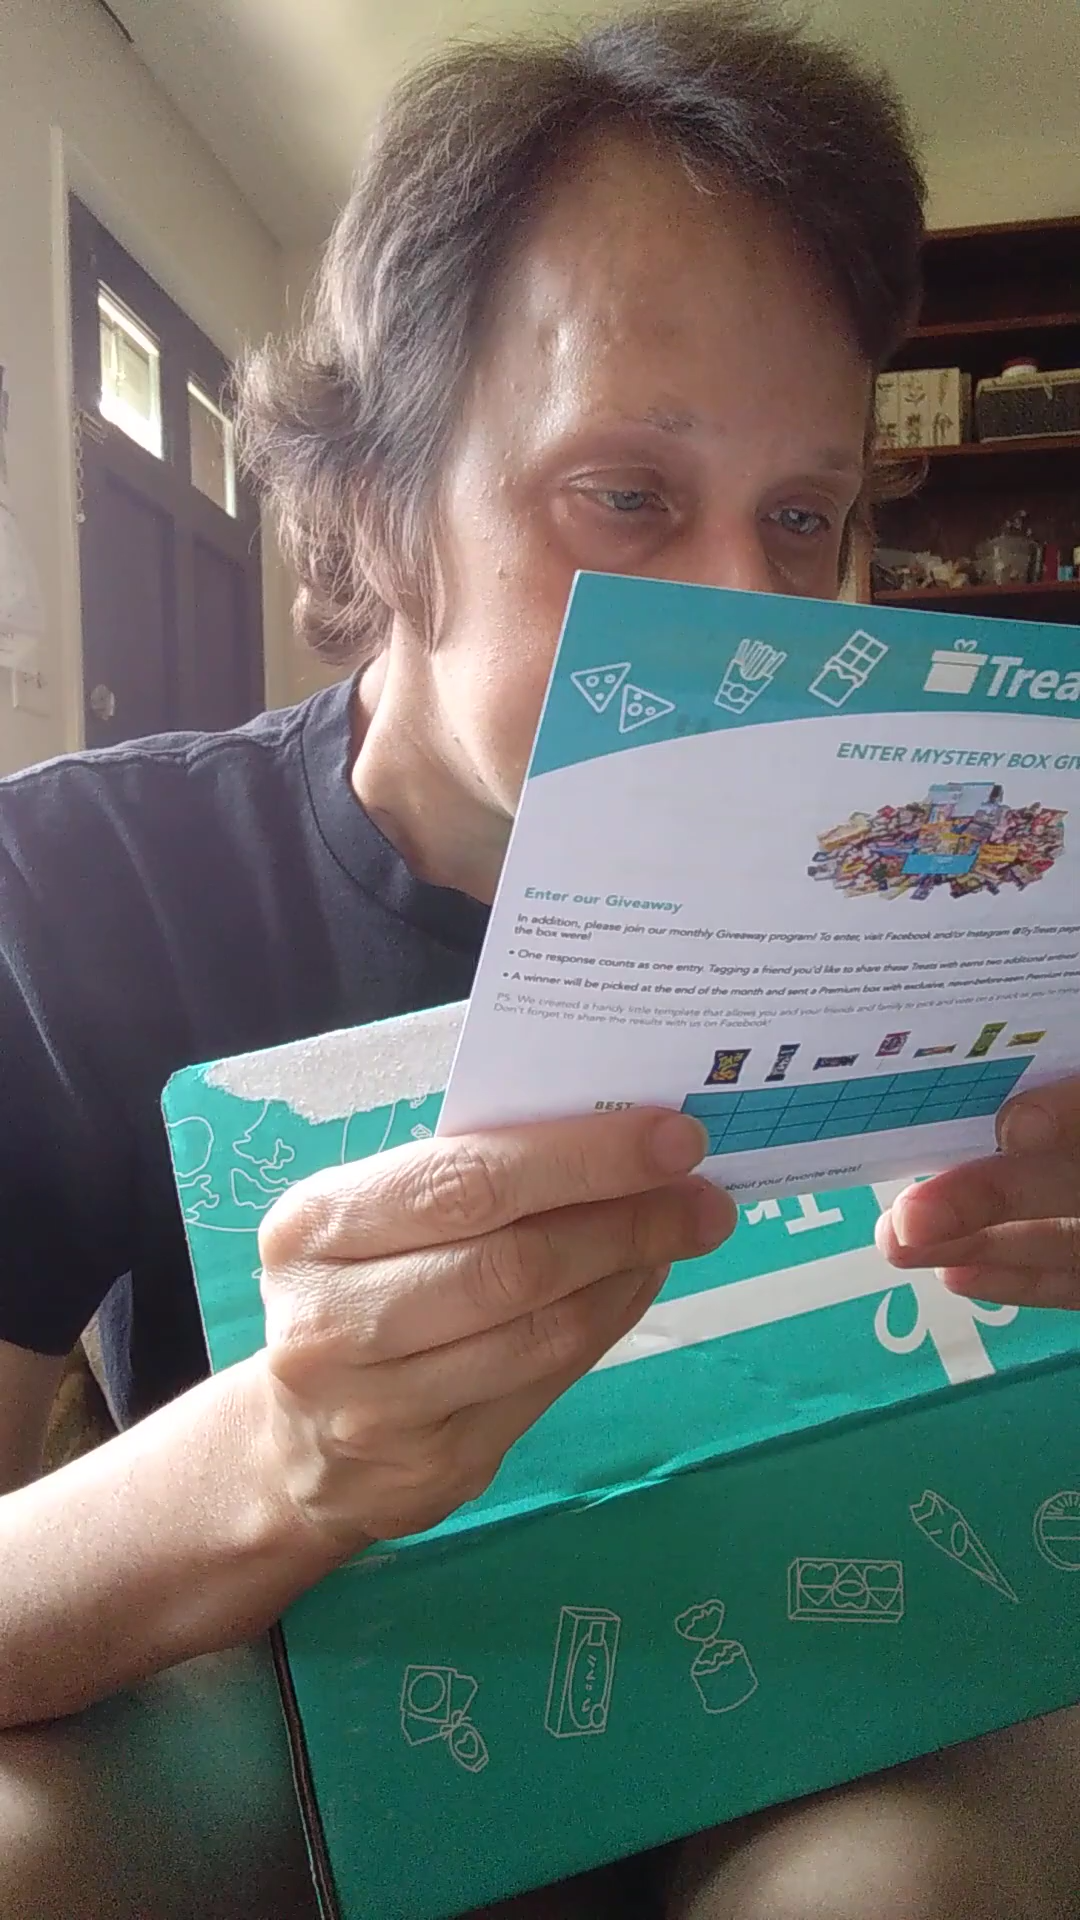 Trea
ENTER MYSTERY BOX GI
Enter our Giveaway
In addition, please join our monthly Giveaway program! To enter, visit Facebook and/or Instagram @TryTreats page
the box were!
• One response counts as one entry. Tagging a friend you'd like to share these Treats with earns two additional entries!
• A winner will be picked at the end of the month and sent a Premium box with exclusive, never-before-seen Premium
PS. We created a handy little template that allows you and your friends and family to pick and vote on a snack as you're trying
Don't forget to share the results with us on Facebook!
BEST
about your favorite treats!
Tr